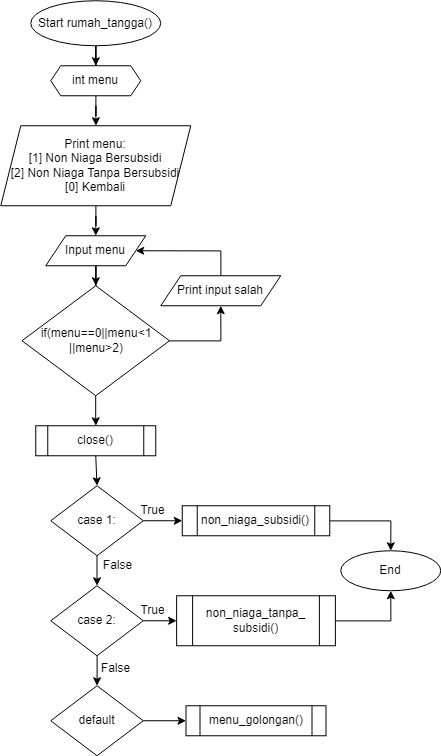 Start rumah_tangga()
int menu
Print menu:
[1] Non Niaga Bersubsidi
[2] Non Niaga Tanpa Bersubsidi
[0] Kembali
Input menu
Print input salah
if(menu==0||menu<1
||menu>2)
close()
case 1:
True
non_niaga_subsidi()
False
End
case 2:
True
non_niaga_tanpa_
subsidi()
False
default
menu_golongan()